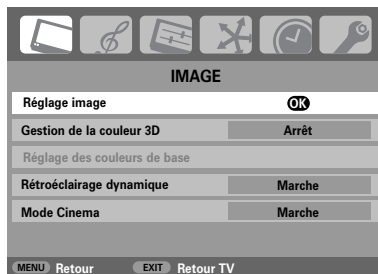 IMAGE
Réglage image OK
Gestion de la couleur 3D Arrêt
Réglage des couleurs de base
Rétroéclairage dynamique Marche
Mode Cinema Marche
MENU Retour EXIT Retour TV